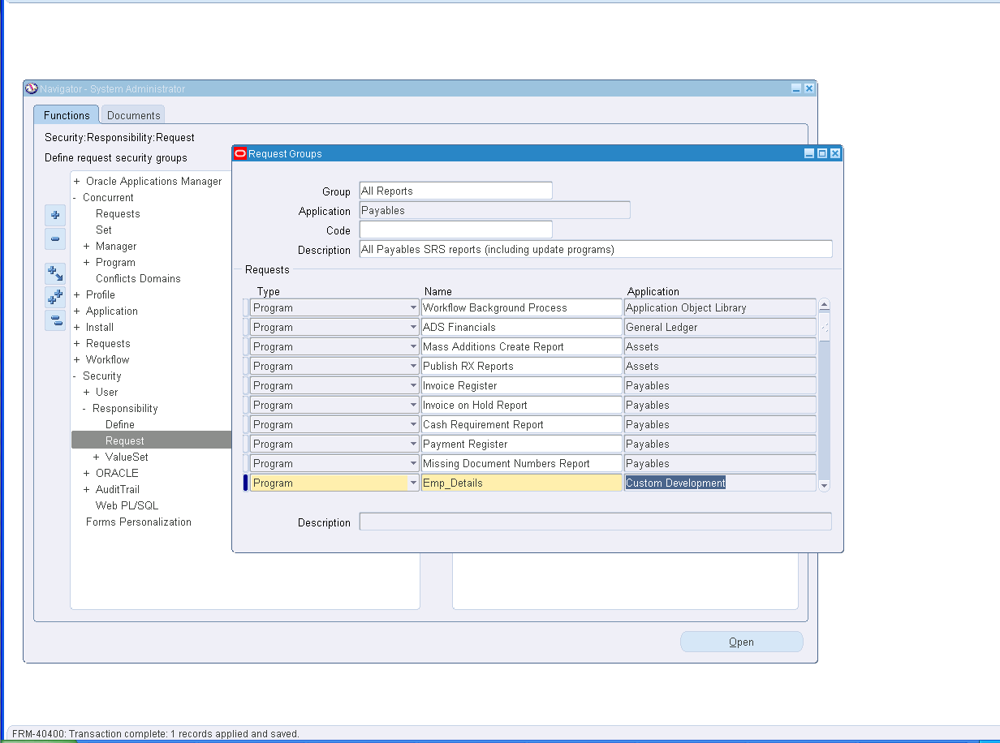 Navigator - System Administrator
Functions
Documents
Security:Responsibility:Request
Define request security groups
+ Oracle Applications Manager
- Concurrent
Requests
Set
+ Manager
+ Program
Conflicts Domains
+ Profile
+ Application
+ Install
+ Requests
+ Workflow
- Security
+ User
- Responsibility
Define
Request
+ ValueSet
+ ORACLE
+ AuditTrail
Web PL/SQL
Forms Personalization
Request Groups
Group All Reports
Application Payables
Code
Description All Payables SRS reports (including update programs)
Requests
Type Name Application
Program Workflow Background Process Application Object Library
Program ADS Financials General Ledger
Program Mass Additions Create Report Assets
Program Publish RX Reports Assets
Program Invoice Register Payables
Program Invoice on Hold Report Payables
Program Cash Requirement Report Payables
Program Payment Register Payables
Program Missing Document Numbers Report Payables
Program Emp_Details Custom Development
Description
Open
FRM-40400: Transaction complete: 1 records applied and saved.